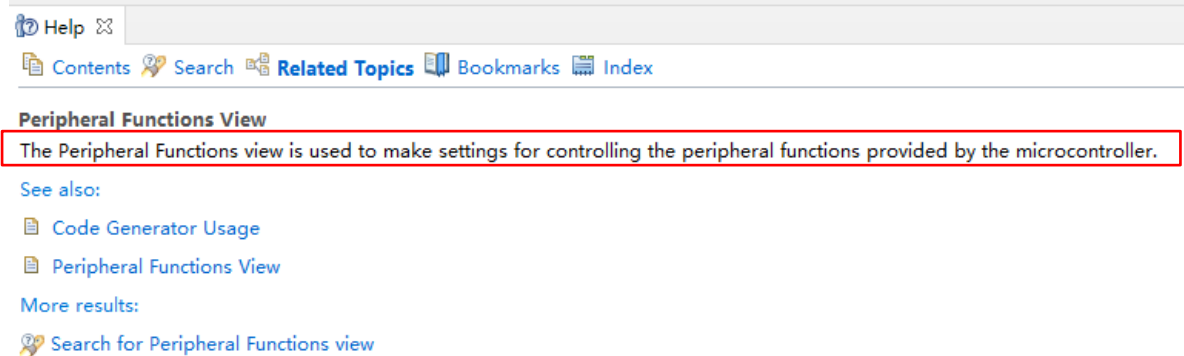 Help
Contents Search Related Topics Bookmarks Index
Peripheral Functions View
The Peripheral Functions view is used to make settings for controlling the peripheral functions provided by the microcontroller.
See also:
Code Generator Usage
Peripheral Functions View
More results:
Search for Peripheral Functions view